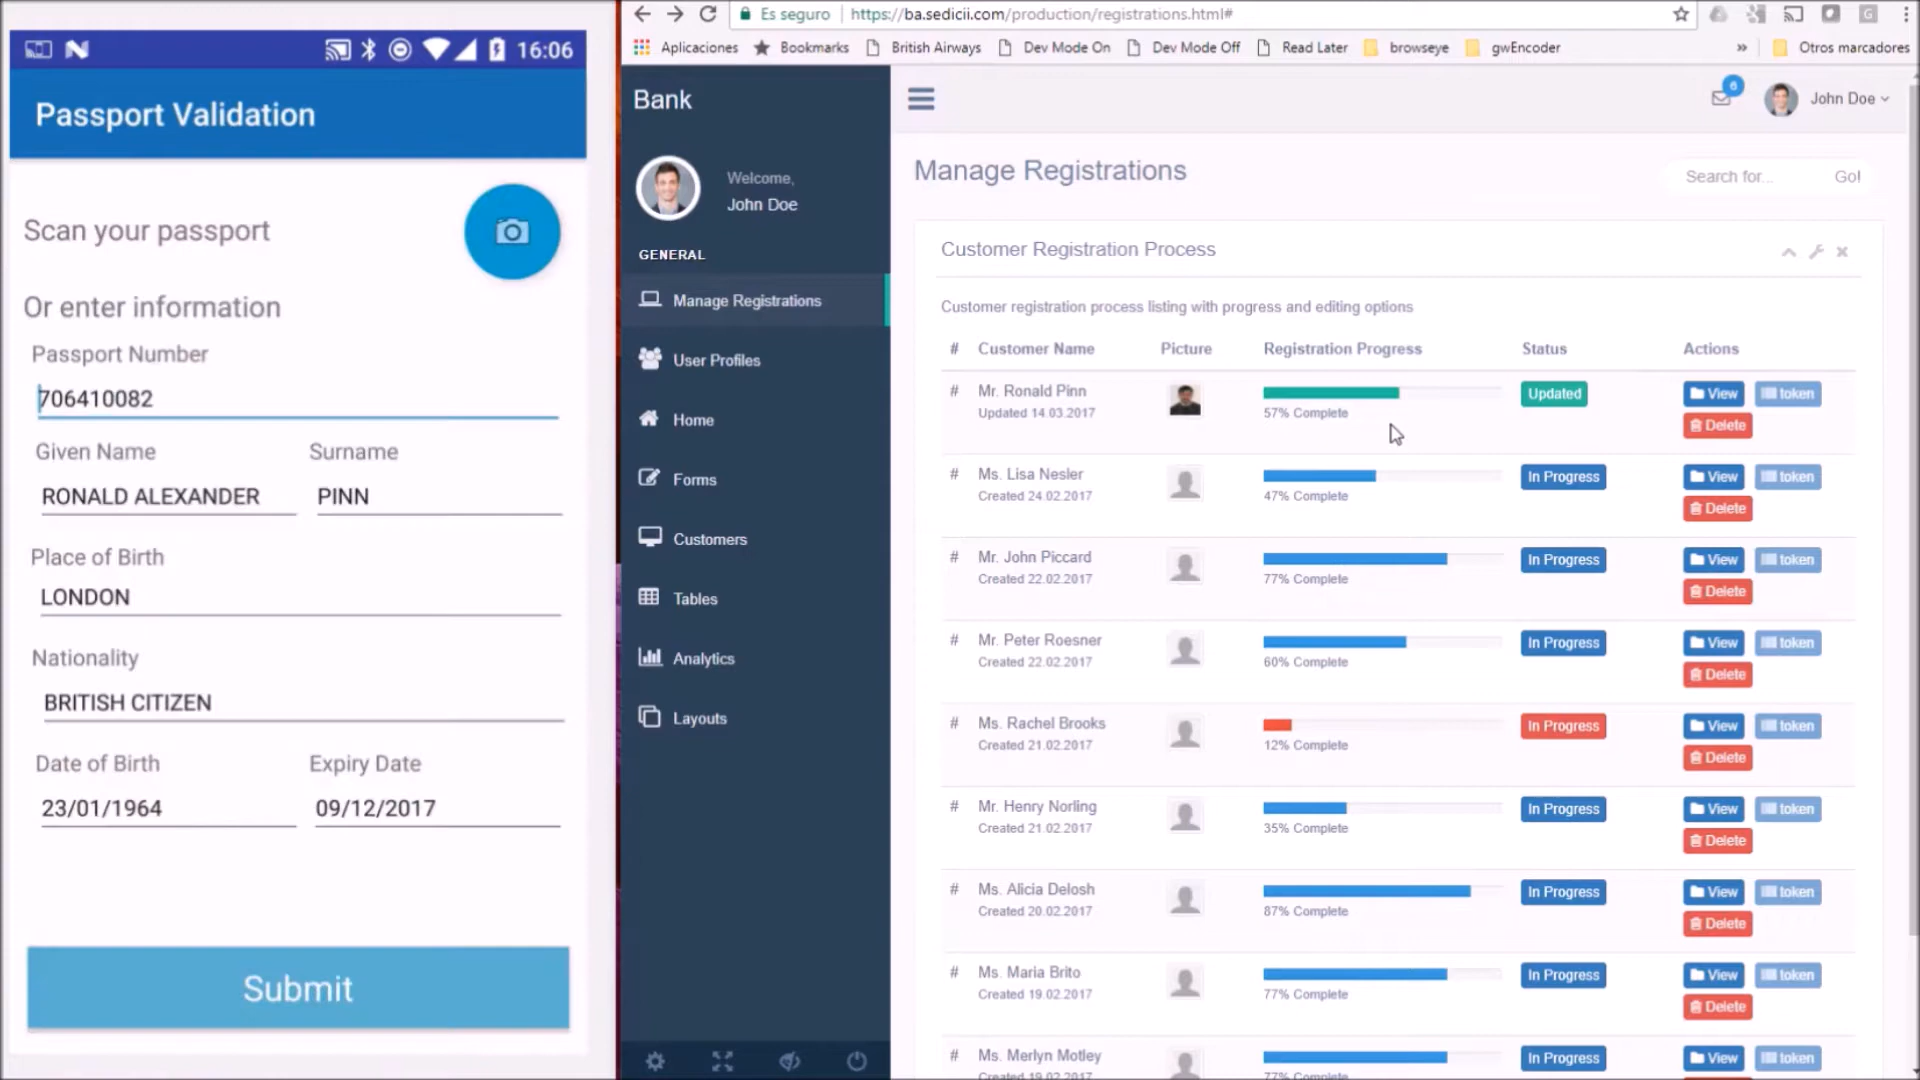 16:06
Passport Validation
Scan your passport
Or enter information
Passport Number
706410082
Given Name Surname
RONALD ALEXANDER PINN
Place of Birth
LONDON
Nationality
BRITISH CITIZEN
Date of Birth Expiry Date
23/01/1964 09/12/2017
Submit
Es seguro https://ba.sedicii.com/production/registrations.html#
Aplicaciones Bookmarks British Airways Dev Mode On Dev Mode Off Read Later browseye gwEncoder » Otros marcadores
Bank
Welcome,
John Doe
GENERAL
Manage Registrations
User Profiles
Home
Forms
Customers
Tables
Analytics
Layouts
6
John Doe
Manage Registrations
Search for... Go!
Customer Registration Process
Customer registration process listing with progress and editing options
# Customer Name Picture Registration Progress Status Actions
# Mr. Ronald Pinn Updated View token
Updated 14.03.2017 57% Complete Delete
# Ms. Lisa Nesler In Progress View token
Created 24.02.2017 47% Complete Delete
# Mr. John Piccard In Progress View token
Created 22.02.2017 77% Complete Delete
# Mr. Peter Roesner In Progress View token
Created 22.02.2017 60% Complete Delete
# Ms. Rachel Brooks In Progress View token
Created 21.02.2017 12% Complete Delete
# Mr. Henry Norling In Progress View token
Created 21.02.2017 35% Complete Delete
# Ms. Alicia Delosh In Progress View token
Created 20.02.2017 87% Complete Delete
# Ms. Maria Brito In Progress View token
Created 19.02.2017 77% Complete Delete
# Ms. Merlyn Motley In Progress View token
Created 19.02.2017 77% Complete